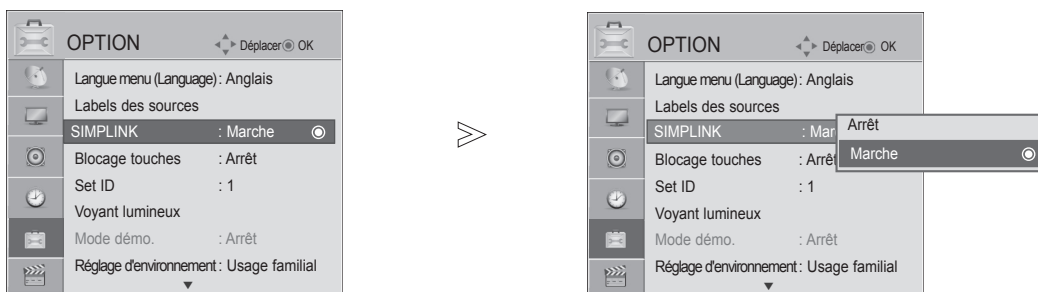 OPTION Déplacer OK
Langue menu (Language) : Anglais
Labels des sources
SIMPLINK : Marche
Blocage touches : Arrêt
Set ID : 1
Voyant lumineux
Mode démo. : Arrêt
Réglage d'environnement : Usage familial
OPTION Déplacer OK
Langue menu (Language) : Anglais
Labels des sources
SIMPLINK : Mar
Blocage touches : Arrêt
Set ID : 1
Voyant lumineux
Mode démo. : Arrêt
Réglage d'environnement : Usage familial
Arrêt
Marche